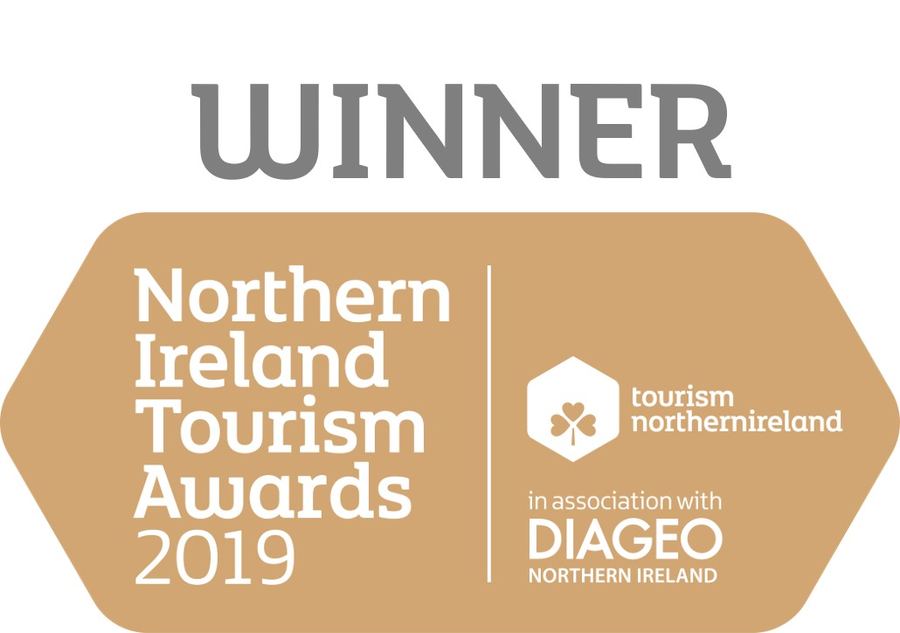 WINNER
Northern
Ireland
Tourism
Awards
2019
tourism
northernireland
in association with
DIAGEO
NORTHERN IRELAND